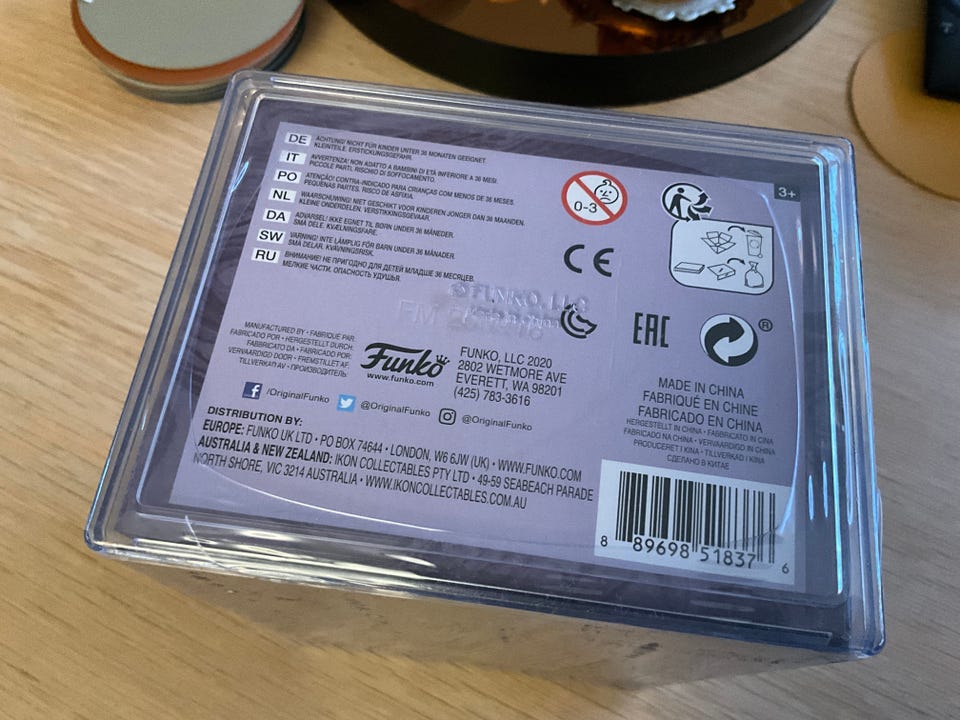 DE ACHTUNG! NICHT FÜR KINDER UNTER 36 MONATEN GEEIGNET.
KLEINTEILE. ERSTICKUNGSGEFAHR.
IT AVVERTENZA! NON ADATTO A BAMBINI DI ETÀ INFERIORE A 36 MESI.
PICCOLE PARTI. RISCHIO DI SOFFOCAMENTO.
PO ATENÇÃO! CONTRA-INDICADO PARA CRIANÇAS COM MENOS DE 36 MESES.
PEQUENAS PARTES. RISCO DE ASFIXIA.
NL WAARSCHUWING! NIET GESCHIKT VOOR KINDEREN JONGER DAN 36 MAANDEN.
KLEINE ONDERDELEN. VERSTIKKINGSGEVAAR.
DA ADVARSEL! IKKE EGNET TIL BØRN UNDER 36 MÅNEDER.
SMÅ DELE. KVÆLNINGSFARE.
SW VARNING! INTE LÄMPLIG FÖR BARN UNDER 36 MÅNADER.
SMÅ DELAR. KVÄVNINGSRISK.
RU ВНИМАНИЕ! НЕ ПРИГОДНО ДЛЯ ДЕТЕЙ МЛАДШЕ 36 МЕСЯЦЕВ.
МЕЛКИЕ ЧАСТИ. ОПАСНОСТЬ УДУШЬЯ.
0-3
3+
CE
© FUNKO, LLC
Made in China
EAC
®
MANUFACTURED BY • FABRIQUÉ PAR:
FABRICADO POR • HERGESTELLT DURCH:
FABBRICATO DA • FABRICADO POR:
VERVAARDIGD DOOR • FREMSTILLET AF:
TILLVERKAD AV • ПРОИЗВОДИТЕЛЬ:
Funko
www.funko.com
FUNKO, LLC 2020
2802 WETMORE AVE
EVERETT, WA 98201
(425) 783-3616
/OriginalFunko @OriginalFunko @OriginalFunko
MADE IN CHINA
FABRIQUÉ EN CHINE
FABRICADO EN CHINA
HERGESTELLT IN CHINA • FABBRICATO IN CINA
FABRICADO NA CHINA • VERVAARDIGD IN CHINA
PRODUCERET I KINA • TILLVERKAD I KINA
СДЕЛАНО В КИТАЕ
DISTRIBUTION BY:
EUROPE: FUNKO UK LTD • PO BOX 74644 • LONDON, W6 6JW (UK) • WWW.FUNKO.COM
AUSTRALIA & NEW ZEALAND: IKON COLLECTABLES PTY LTD • 49-59 SEABEACH PARADE
NORTH SHORE, VIC 3214 AUSTRALIA • WWW.IKONCOLLECTABLES.COM.AU
8 89698 51837 6